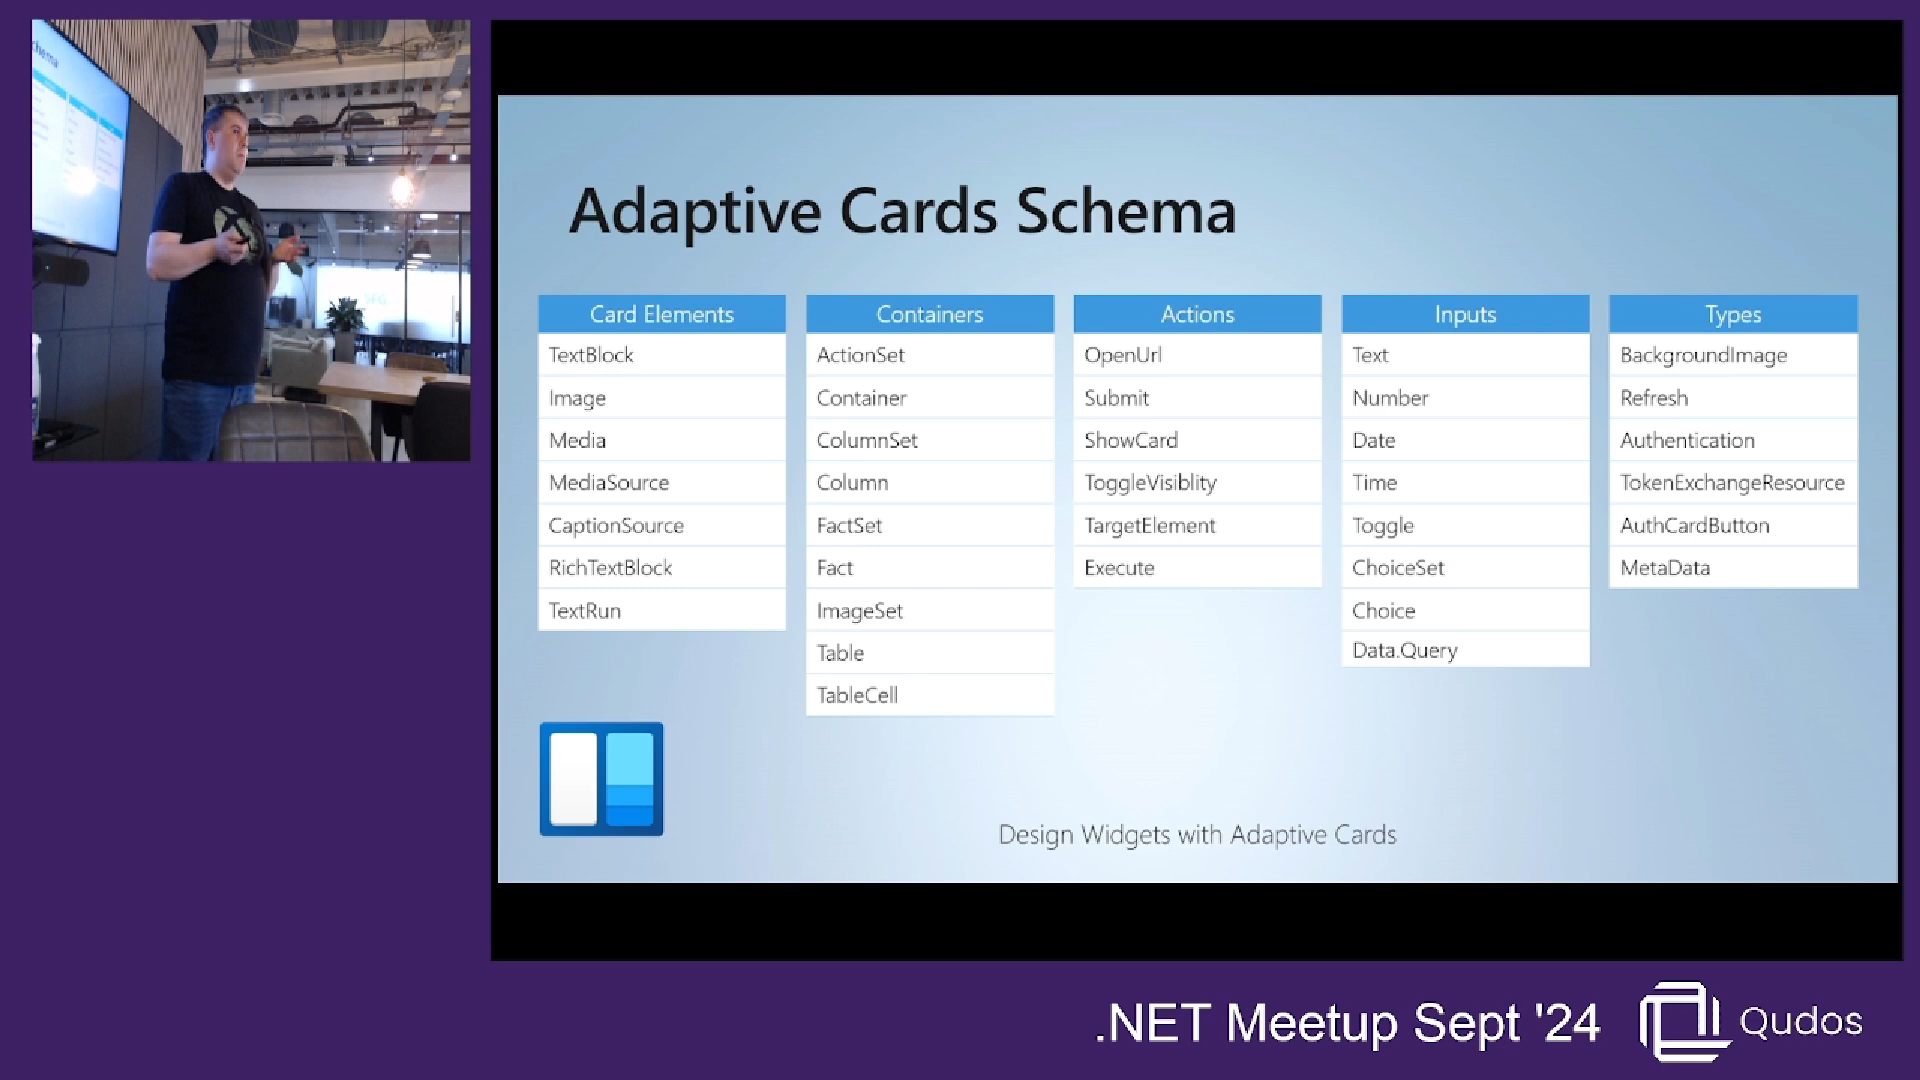 Adaptive Cards Schema
Card Elements
TextBlock
Image
Media
MediaSource
CaptionSource
RichTextBlock
TextRun
Containers
ActionSet
Container
ColumnSet
Column
FactSet
Fact
ImageSet
Table
TableCell
Actions
OpenUrl
Submit
ShowCard
ToggleVisiblity
TargetElement
Execute
Inputs
Text
Number
Date
Time
Toggle
ChoiceSet
Choice
Data.Query
Types
BackgroundImage
Refresh
Authentication
TokenExchangeResource
AuthCardButton
MetaData
Design Widgets with Adaptive Cards
.NET Meetup Sept '24
Qudos